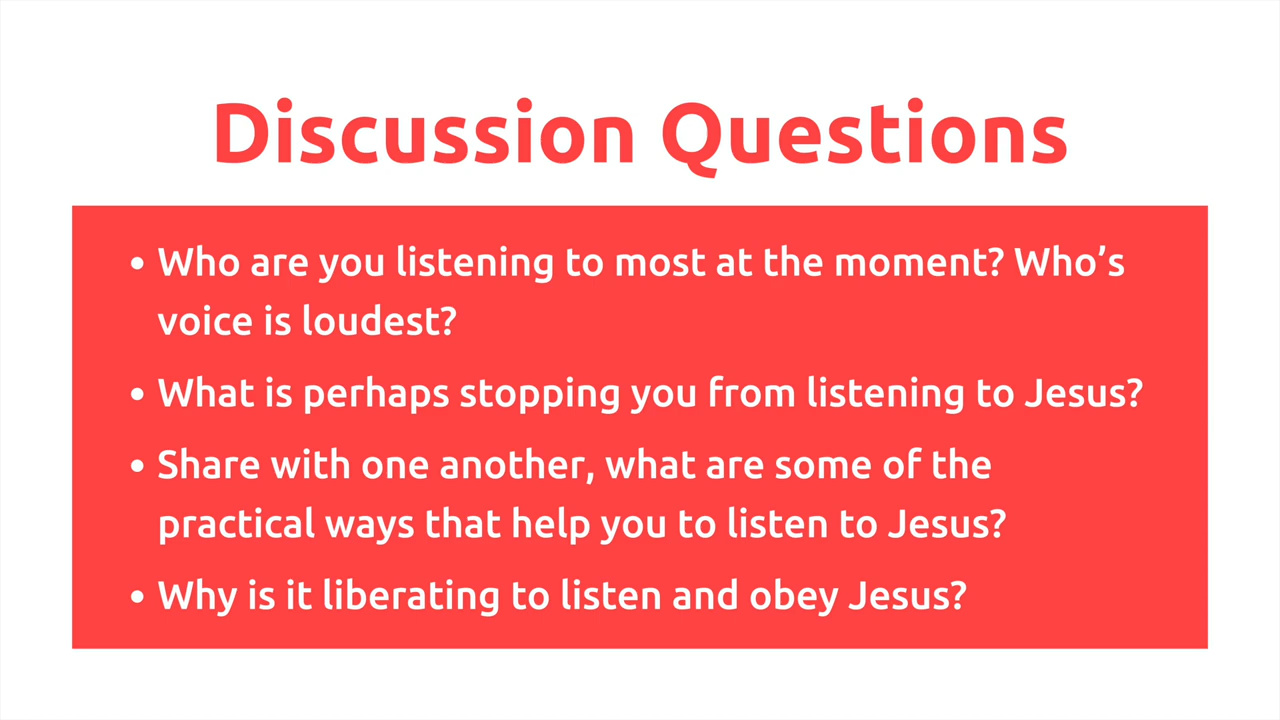 Discussion Questions
• Who are you listening to most at the moment? Who’s
voice is loudest?
• What is perhaps stopping you from listening to Jesus?
• Share with one another, what are some of the
practical ways that help you to listen to Jesus?
• Why is it liberating to listen and obey Jesus?